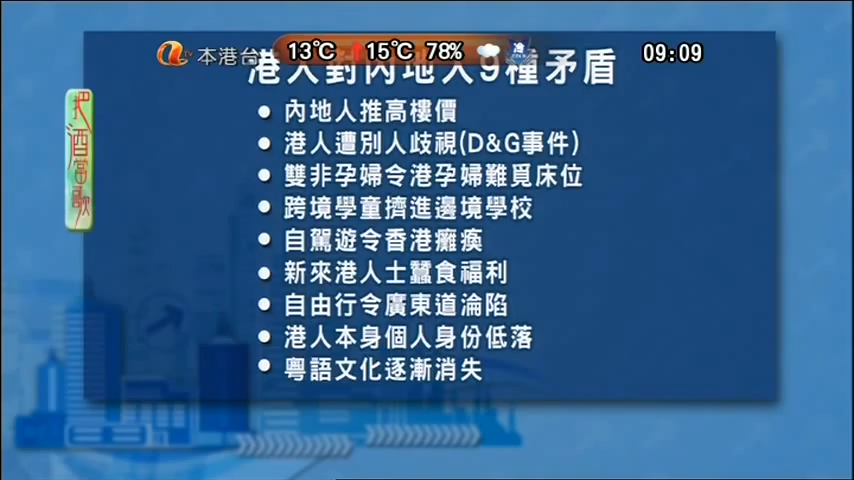 本港台 13℃ 15℃ 78% 冷 09:09
港人對內地人9種矛盾
把酒當歌
• 內地人推高樓價
• 港人遭別人歧視(D&G事件)
• 雙非孕婦令港孕婦難覓床位
• 跨境學童擠進邊境學校
• 自駕遊令香港癱瘓
• 新來港人士蠶食福利
• 自由行令廣東道淪陷
• 港人本身個人身份低落
• 粵語文化逐漸消失